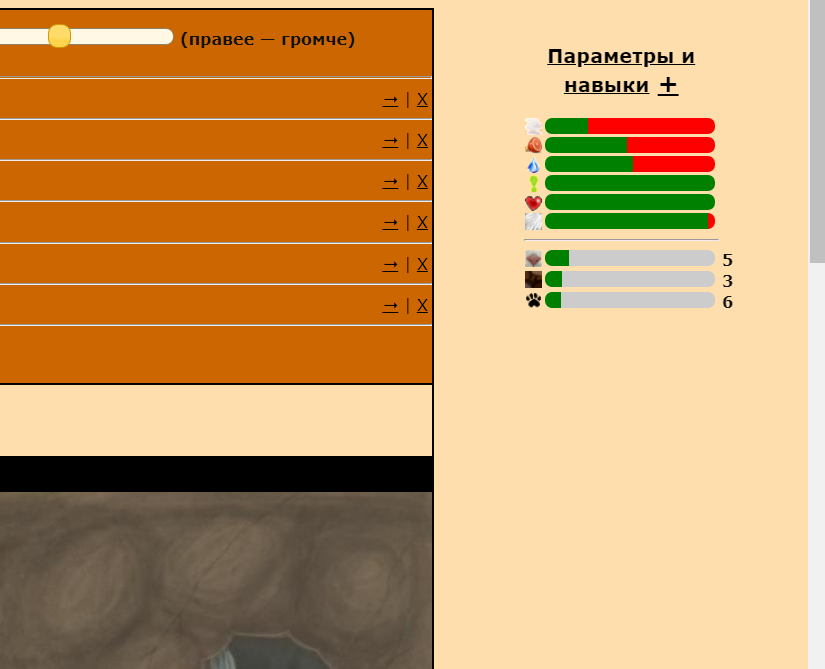 (правее — громче)
→ | X
→ | X
→ | X
→ | X
→ | X
→ | X
Параметры и
навыки +
5
3
6